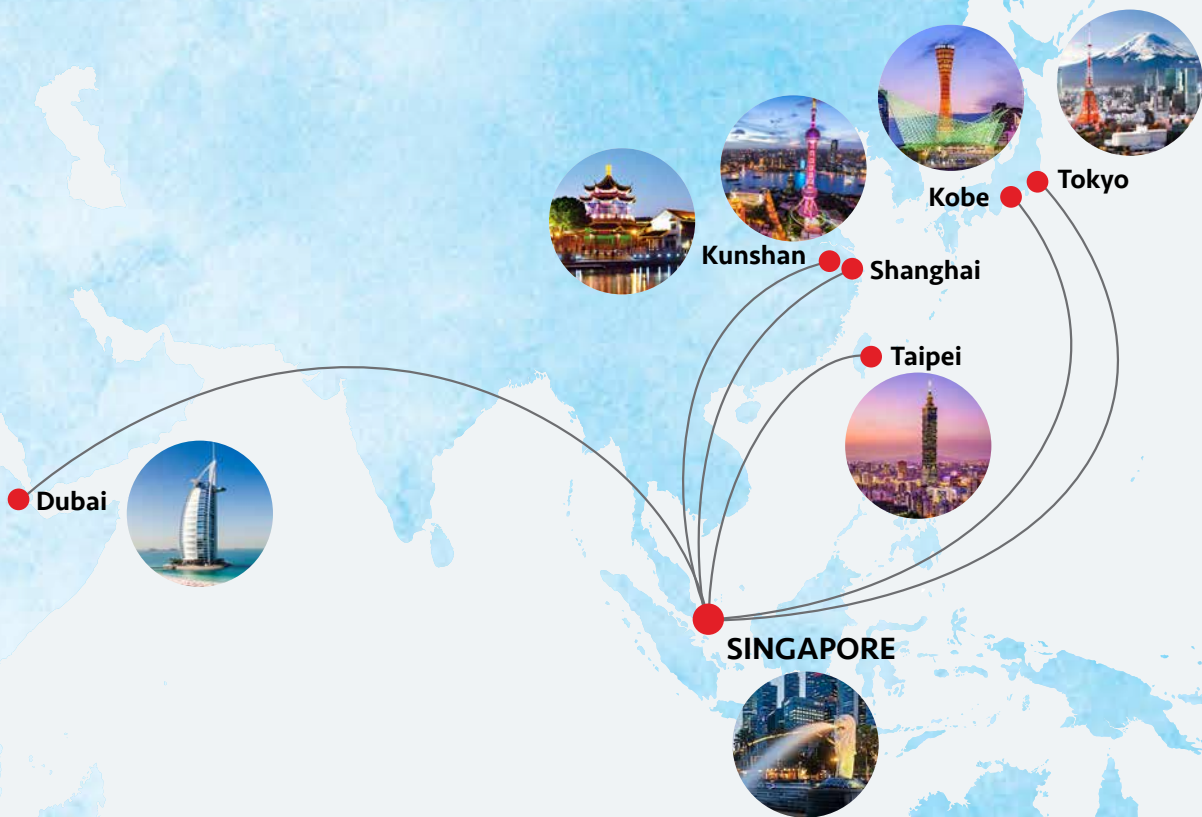 Tokyo
Kobe
Kunshan
Shanghai
Taipei
Dubai
SINGAPORE